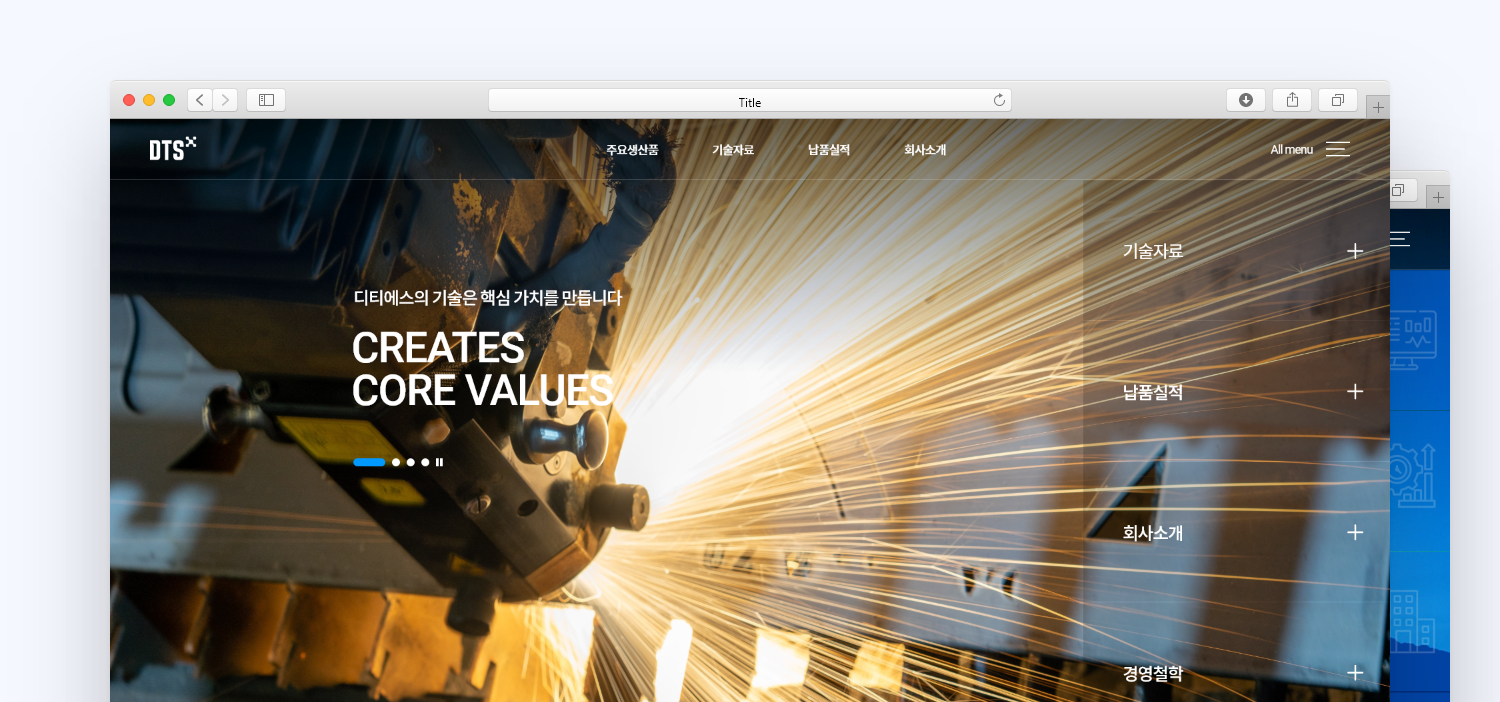 Title
DTS
주요생산품
기술자료
납품실적
회사소개
All menu
기술자료
디티에스의 기술은 핵심 가치를 만듭니다
CREATES
CORE VALUES
납품실적
회사소개
경영철학